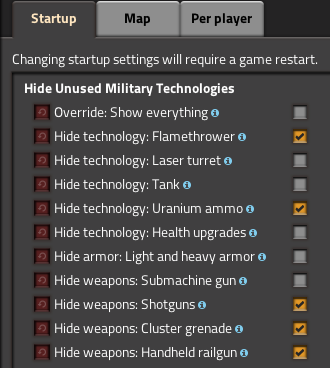 Startup Map Per player
Changing startup settings will require a game restart.
Hide Unused Military Technologies
Override: Show everything
Hide technology: Flamethrower
Hide technology: Laser turret
Hide technology: Tank
Hide technology: Uranium ammo
Hide technology: Health upgrades
Hide armor: Light and heavy armor
Hide weapons: Submachine gun
Hide weapons: Shotguns
Hide weapons: Cluster grenade
Hide weapons: Handheld railgun